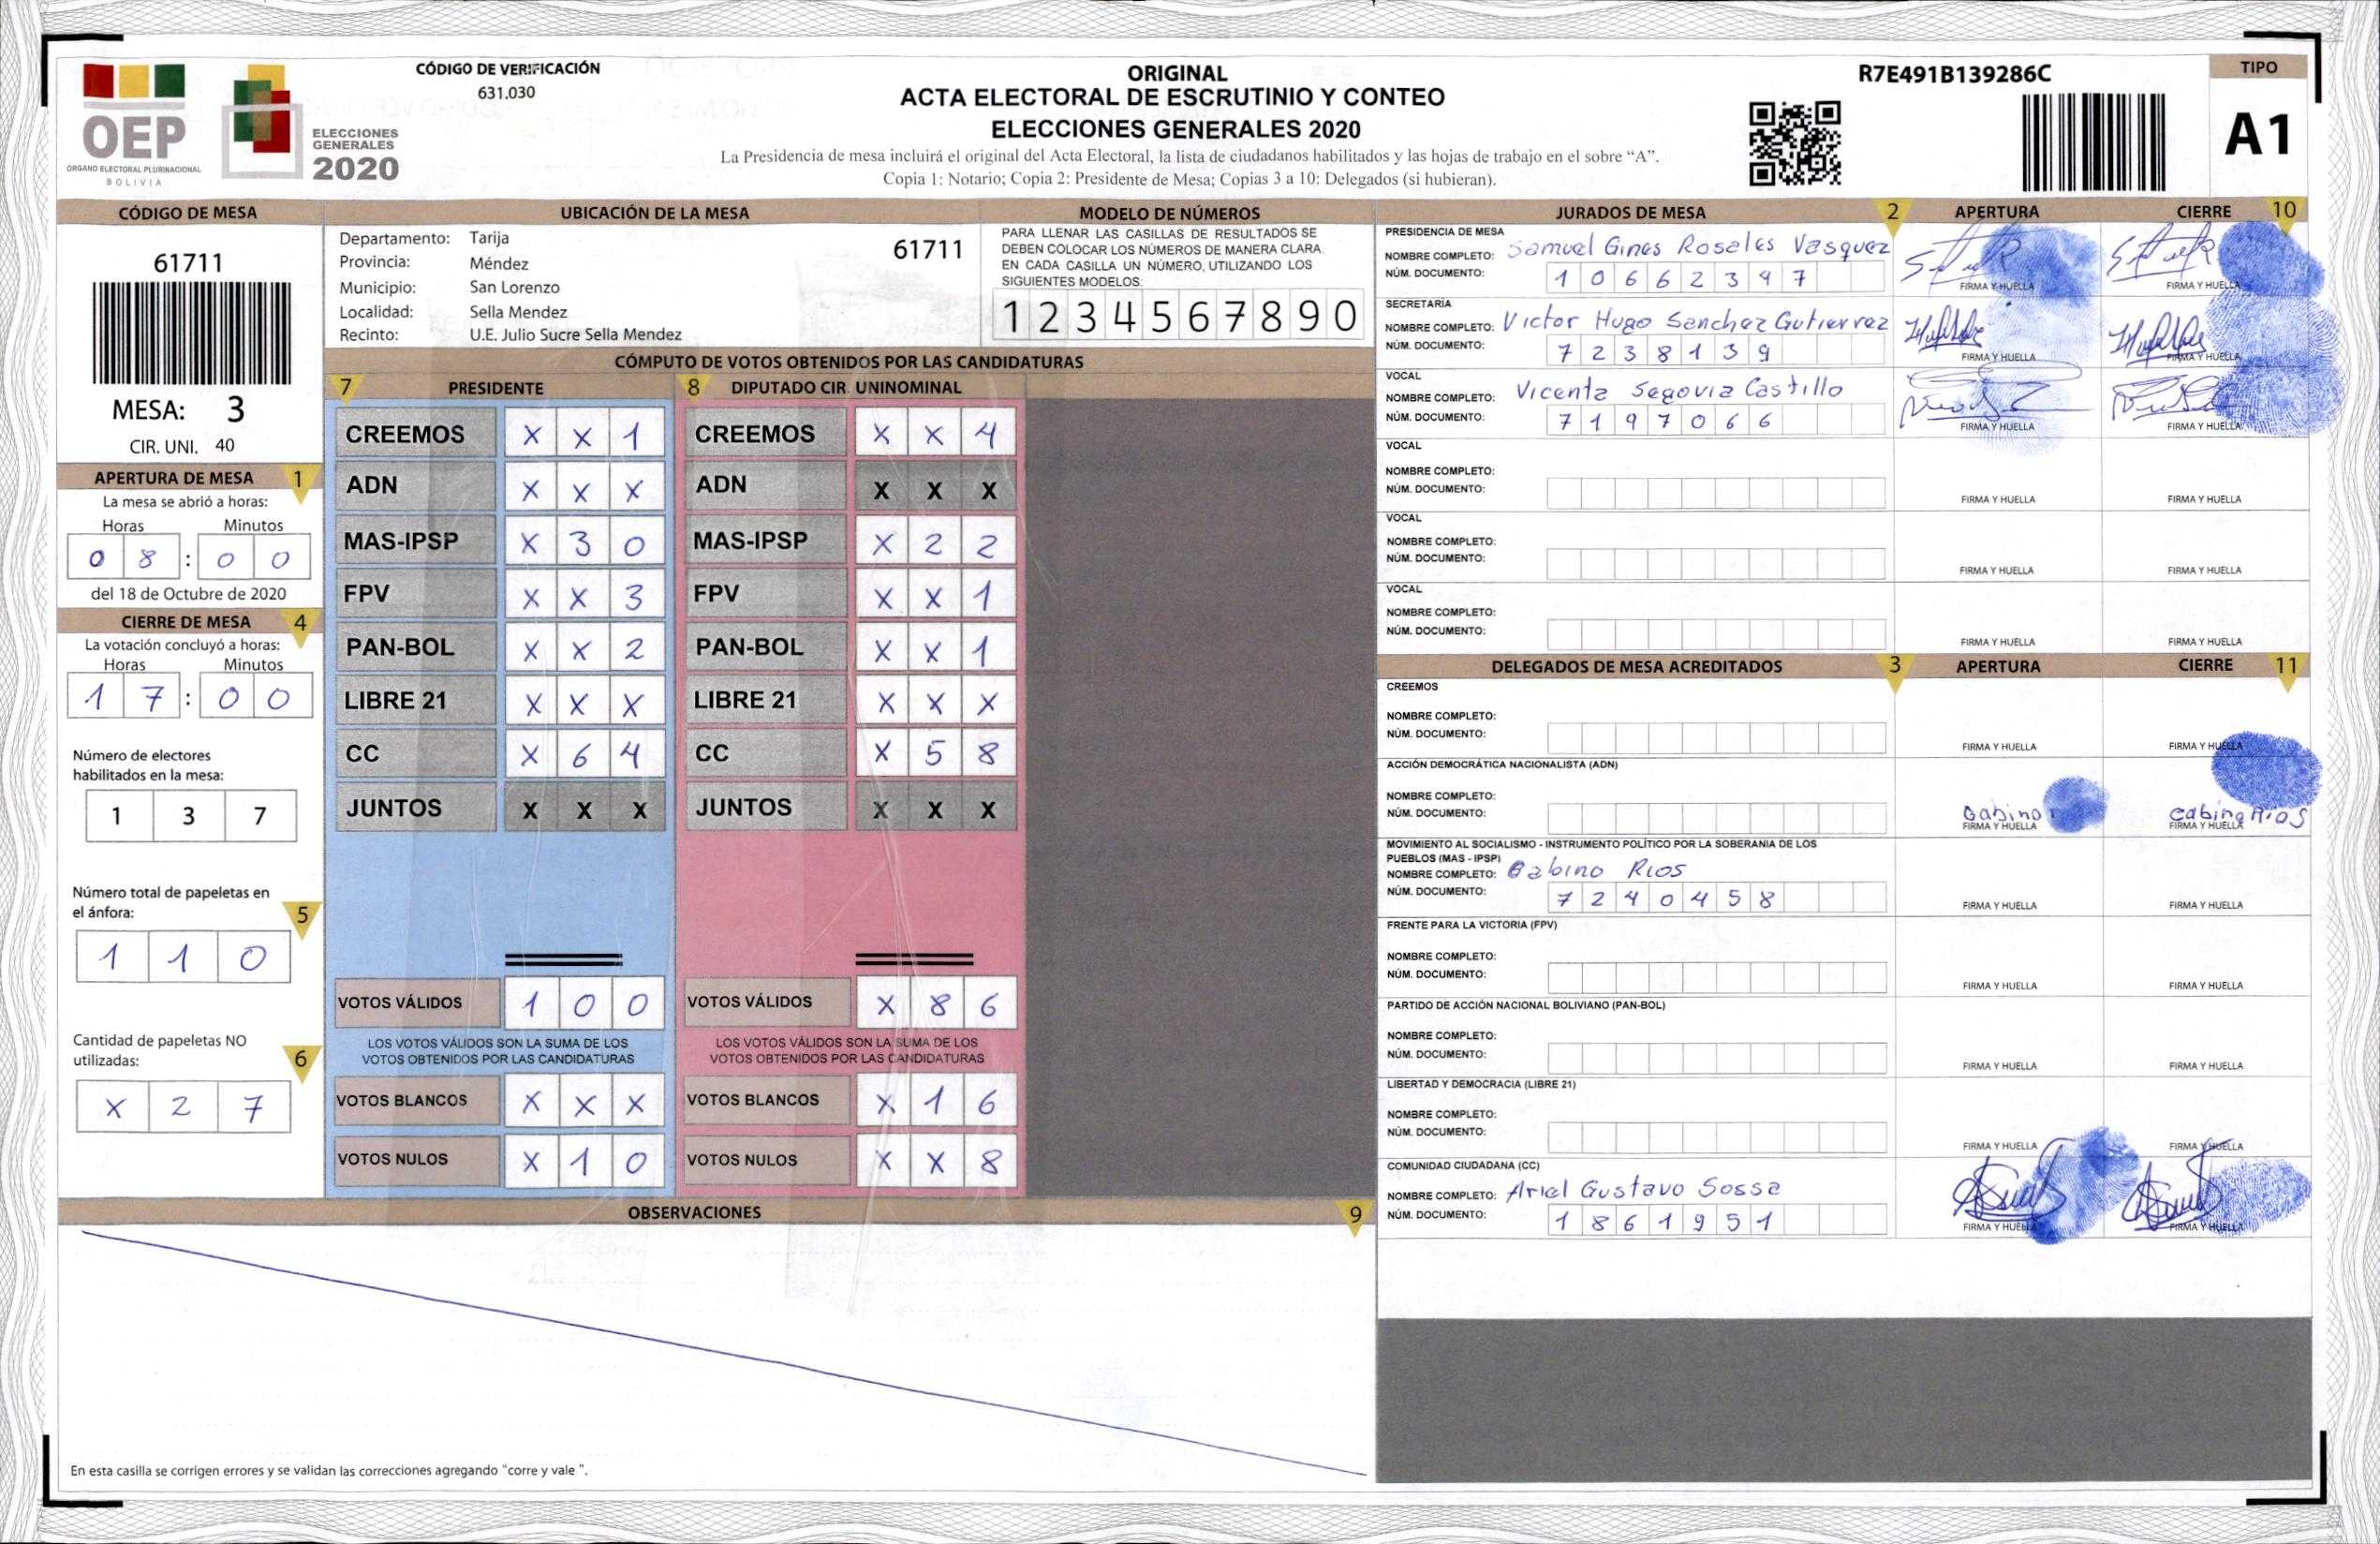 OEP
ÓRGANO ELECTORAL PLURINACIONAL
BOLIVIA
ELECCIONES
GENERALES
2020
CÓDIGO DE VERIFICACIÓN
631.030
ORIGINAL
ACTA ELECTORAL DE ESCRUTINIO Y CONTEO
ELECCIONES GENERALES 2020
La Presidencia de mesa incluirá el original del Acta Electoral, la lista de ciudadanos habilitados y las hojas de trabajo en el sobre “A”.
Copia 1: Notario; Copia 2: Presidente de Mesa; Copias 3 a 10: Delegados (si hubieran).
R7E491B139286C
TIPO
A1
CÓDIGO DE MESA
61711
MESA: 3
CIR. UNI. 40
APERTURA DE MESA 1
La mesa se abrió a horas:
Horas Minutos
0 8 : 0 0
del 18 de Octubre de 2020
CIERRE DE MESA 4
La votación concluyó a horas:
Horas Minutos
1 7 : 0 0
Número de electores
habilitados en la mesa:
1 3 7
Número total de papeletas en
el ánfora: 5
1 1 0
Cantidad de papeletas NO
utilizadas: 6
X 2 7
UBICACIÓN DE LA MESA
Departamento: Tarija 61711
Provincia: Méndez
Municipio: San Lorenzo
Localidad: Sella Mendez
Recinto: U.E. Julio Sucre Sella Mendez
MODELO DE NÚMEROS
PARA LLENAR LAS CASILLAS DE RESULTADOS SE
DEBEN COLOCAR LOS NÚMEROS DE MANERA CLARA.
EN CADA CASILLA UN NÚMERO, UTILIZANDO LOS
SIGUIENTES MODELOS:
1 2 3 4 5 6 7 8 9 0
CÓMPUTO DE VOTOS OBTENIDOS POR LAS CANDIDATURAS
7 PRESIDENTE
CREEMOS X X 1
ADN X X X
MAS-IPSP X 3 0
FPV X X 3
PAN-BOL X X 2
LIBRE 21 X X X
CC X 6 4
JUNTOS X X X
VOTOS VÁLIDOS 1 0 0
LOS VOTOS VÁLIDOS SON LA SUMA DE LOS
VOTOS OBTENIDOS POR LAS CANDIDATURAS
VOTOS BLANCOS X X X
VOTOS NULOS X 1 0
8 DIPUTADO CIR. UNINOMINAL
CREEMOS X X 4
ADN X X X
MAS-IPSP X 2 2
FPV X X 1
PAN-BOL X X 1
LIBRE 21 X X X
CC X 5 8
JUNTOS X X X
VOTOS VÁLIDOS X 8 6
LOS VOTOS VÁLIDOS SON LA SUMA DE LOS
VOTOS OBTENIDOS POR LAS CANDIDATURAS
VOTOS BLANCOS X 1 6
VOTOS NULOS X X 8
OBSERVACIONES 9
En esta casilla se corrigen errores y se validan las correcciones agregando “corre y vale ”.
JURADOS DE MESA 2 APERTURA CIERRE 10
PRESIDENCIA DE MESA
NOMBRE COMPLETO: Samuel Gines Rosales Vasquez
NÚM. DOCUMENTO: 1 0 6 6 2 3 4 7
FIRMA Y HUELLA FIRMA Y HUELLA
SECRETARÍA
NOMBRE COMPLETO: Victor Hugo Sanchez Gutierrez
NÚM. DOCUMENTO: 7 2 3 8 1 3 9
FIRMA Y HUELLA FIRMA Y HUELLA
VOCAL
NOMBRE COMPLETO: Vicenta Segovia Castillo
NÚM. DOCUMENTO: 7 1 9 7 0 6 6
FIRMA Y HUELLA FIRMA Y HUELLA
VOCAL
NOMBRE COMPLETO:
NÚM. DOCUMENTO:
FIRMA Y HUELLA FIRMA Y HUELLA
VOCAL
NOMBRE COMPLETO:
NÚM. DOCUMENTO:
FIRMA Y HUELLA FIRMA Y HUELLA
VOCAL
NOMBRE COMPLETO:
NÚM. DOCUMENTO:
FIRMA Y HUELLA FIRMA Y HUELLA
DELEGADOS DE MESA ACREDITADOS 3 APERTURA CIERRE 11
CREEMOS
NOMBRE COMPLETO:
NÚM. DOCUMENTO:
FIRMA Y HUELLA FIRMA Y HUELLA
ACCIÓN DEMOCRÁTICA NACIONALISTA (ADN)
NOMBRE COMPLETO:
NÚM. DOCUMENTO:
Gabino Gabino Rios
FIRMA Y HUELLA FIRMA Y HUELLA
MOVIMIENTO AL SOCIALISMO - INSTRUMENTO POLÍTICO POR LA SOBERANIA DE LOS
PUEBLOS (MAS - IPSP)
NOMBRE COMPLETO: Gabino Rios
NÚM. DOCUMENTO: 7 2 4 0 4 5 8
FIRMA Y HUELLA FIRMA Y HUELLA
FRENTE PARA LA VICTORIA (FPV)
NOMBRE COMPLETO:
NÚM. DOCUMENTO:
FIRMA Y HUELLA FIRMA Y HUELLA
PARTIDO DE ACCIÓN NACIONAL BOLIVIANO (PAN-BOL)
NOMBRE COMPLETO:
NÚM. DOCUMENTO:
FIRMA Y HUELLA FIRMA Y HUELLA
LIBERTAD Y DEMOCRACIA (LIBRE 21)
NOMBRE COMPLETO:
NÚM. DOCUMENTO:
FIRMA Y HUELLA FIRMA Y HUELLA
COMUNIDAD CIUDADANA (CC)
NOMBRE COMPLETO: Ariel Gustavo Sossa
NÚM. DOCUMENTO: 1 8 6 1 9 5 1
FIRMA Y HUELLA FIRMA Y HUELLA